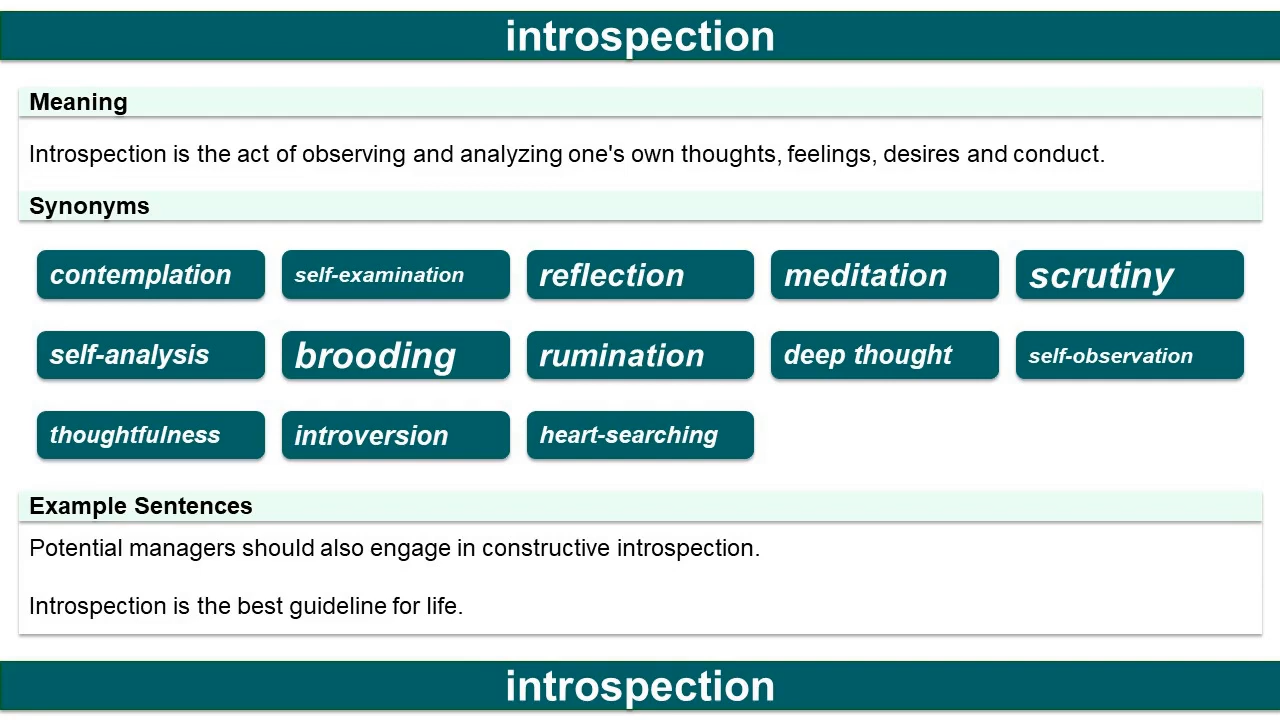 introspection
Meaning
Introspection is the act of observing and analyzing one's own thoughts, feelings, desires and conduct.
Synonyms
contemplation self-examination reflection meditation scrutiny
self-analysis brooding rumination deep thought self-observation
thoughtfulness introversion heart-searching
Example Sentences
Potential managers should also engage in constructive introspection.
Introspection is the best guideline for life.
introspection